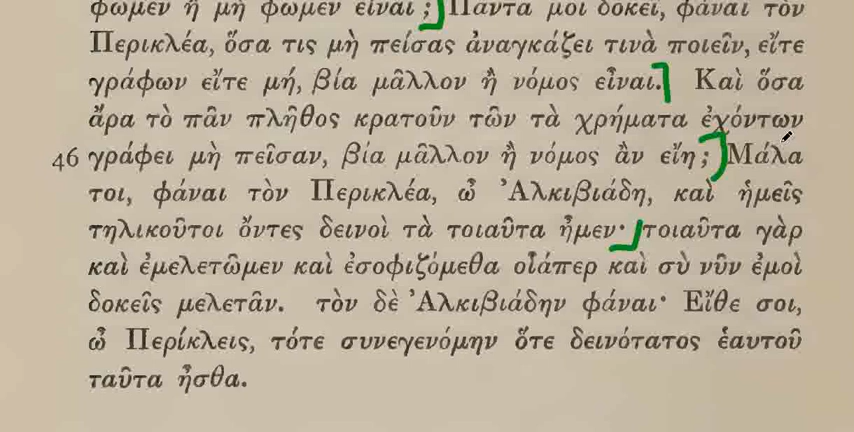 φωμεν ἢ μὴ φωμεν εἶναι; Πάντα μοι δοκεῖ, φάναι τὸν
Περικλέα, ὅσα τις μὴ πείσας ἀναγκάζει τινὰ ποιεῖν, εἴτε
γράφων εἴτε μή, βία μᾶλλον ἢ νόμος εἶναι. Καὶ ὅσα
ἄρα τὸ πᾶν πλῆθος κρατοῦν τῶν τὰ χρήματα ἐχόντων
46 γράφει μὴ πεῖσαν, βία μᾶλλον ἢ νόμος ἂν εἴη; Μάλα
τοι, φάναι τὸν Περικλέα, ὦ Ἀλκιβιάδη, καὶ ἡμεῖς
τηλικοῦτοι ὄντες δεινοὶ τὰ τοιαῦτα ἦμεν· τοιαῦτα γὰρ
καὶ ἐμελετῶμεν καὶ ἐσοφιζόμεθα οἷάπερ καὶ σὺ νῦν ἐμοὶ
δοκεῖς μελετᾶν. τὸν δὲ Ἀλκιβιάδην φάναι· Εἴθε σοι,
ὦ Περίκλεις, τότε συνεγενόμην ὅτε δεινότατος ἑαυτοῦ
ταῦτα ἦσθα.